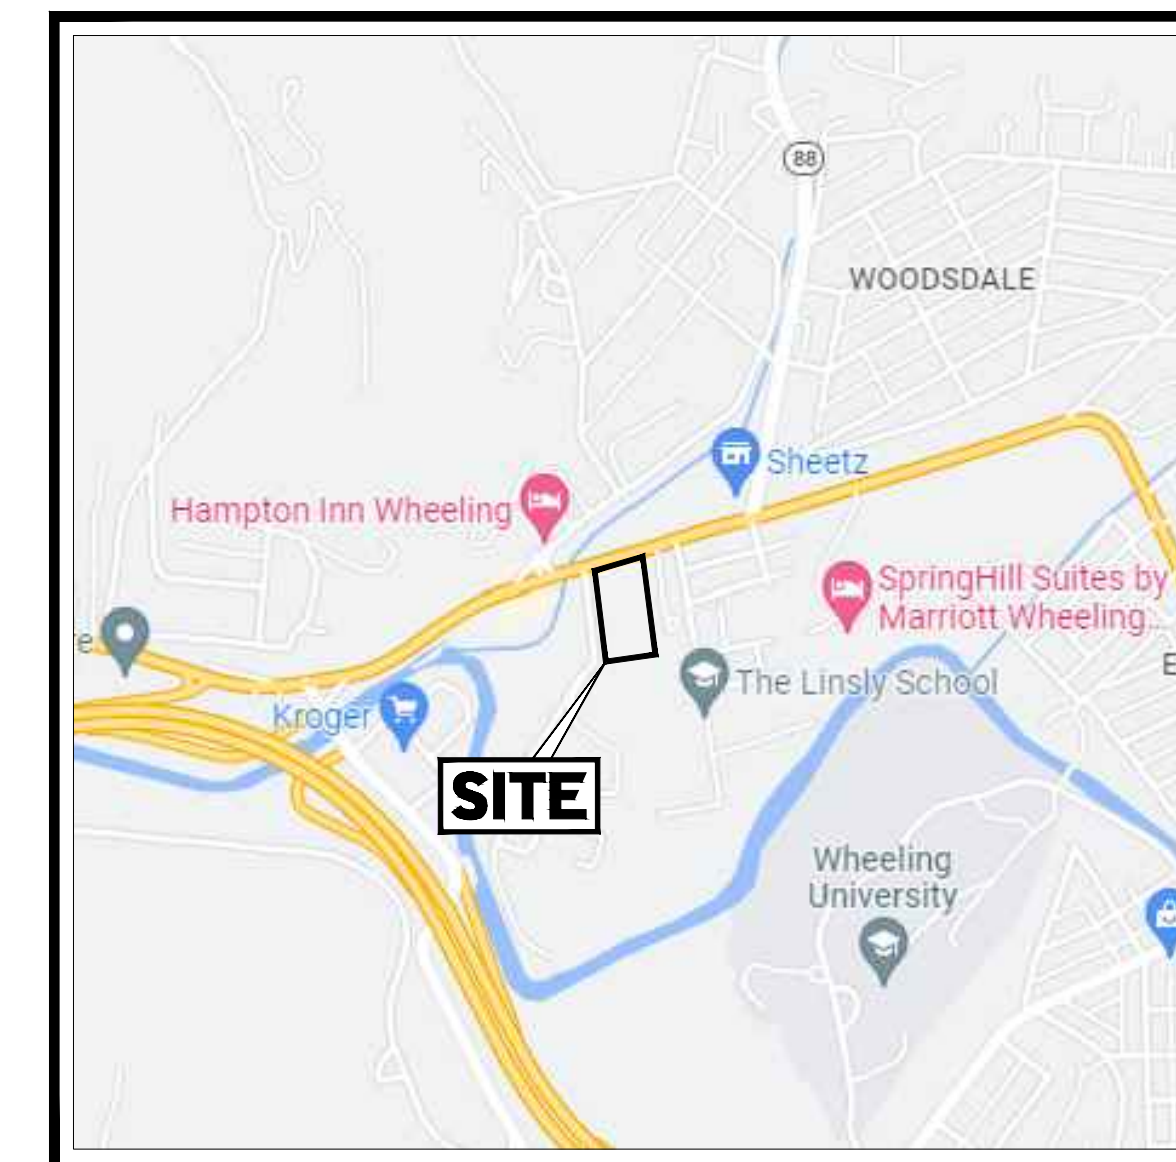 88
WOODSDALE
Sheetz
Hampton Inn Wheeling
SpringHill Suites by
Marriott Wheeling...
The Linsly School
Kroger
SITE
Wheeling
University